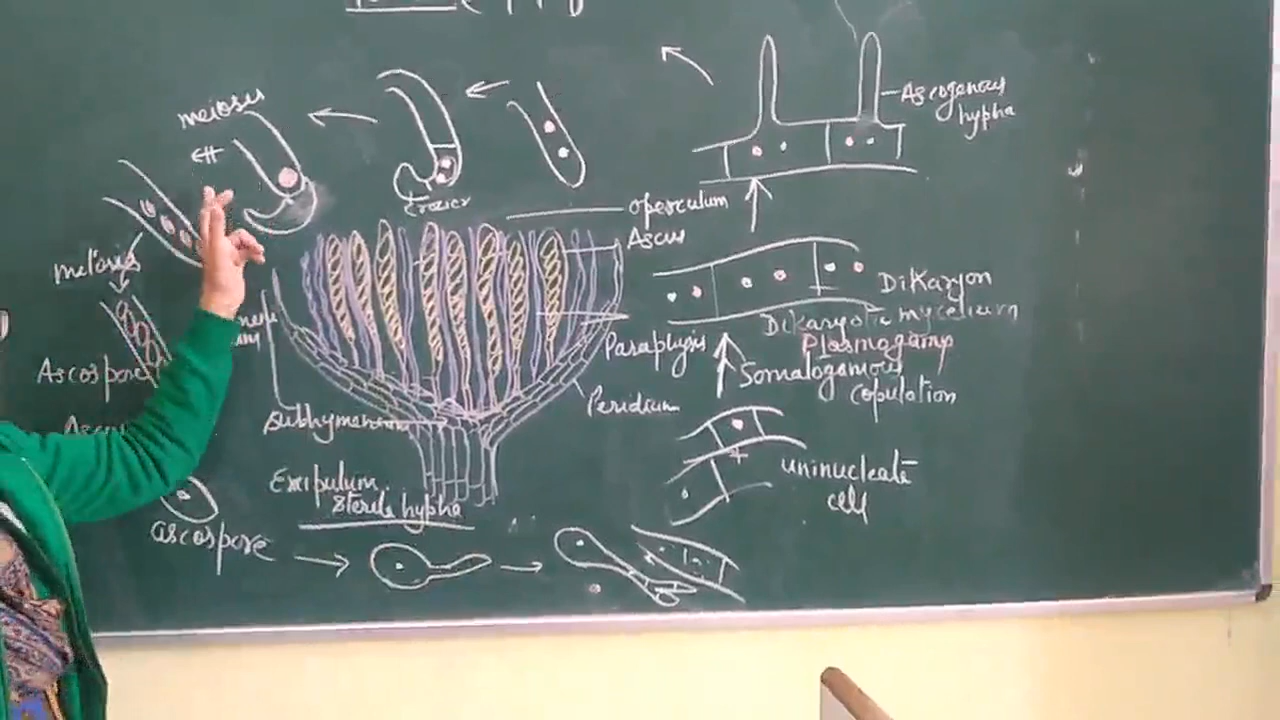 meiosis
Ascogenous
hypha
Crozier
operculum
Ascus
meiosis
Dikaryon
Dikaryotic mycelium
Plasmogamy
Paraphysis
Somatogamous
copulation
Ascospore
Peridium
Subhymenium
uninucleate
cell
Excipulum
Sterile hypha
ascospore